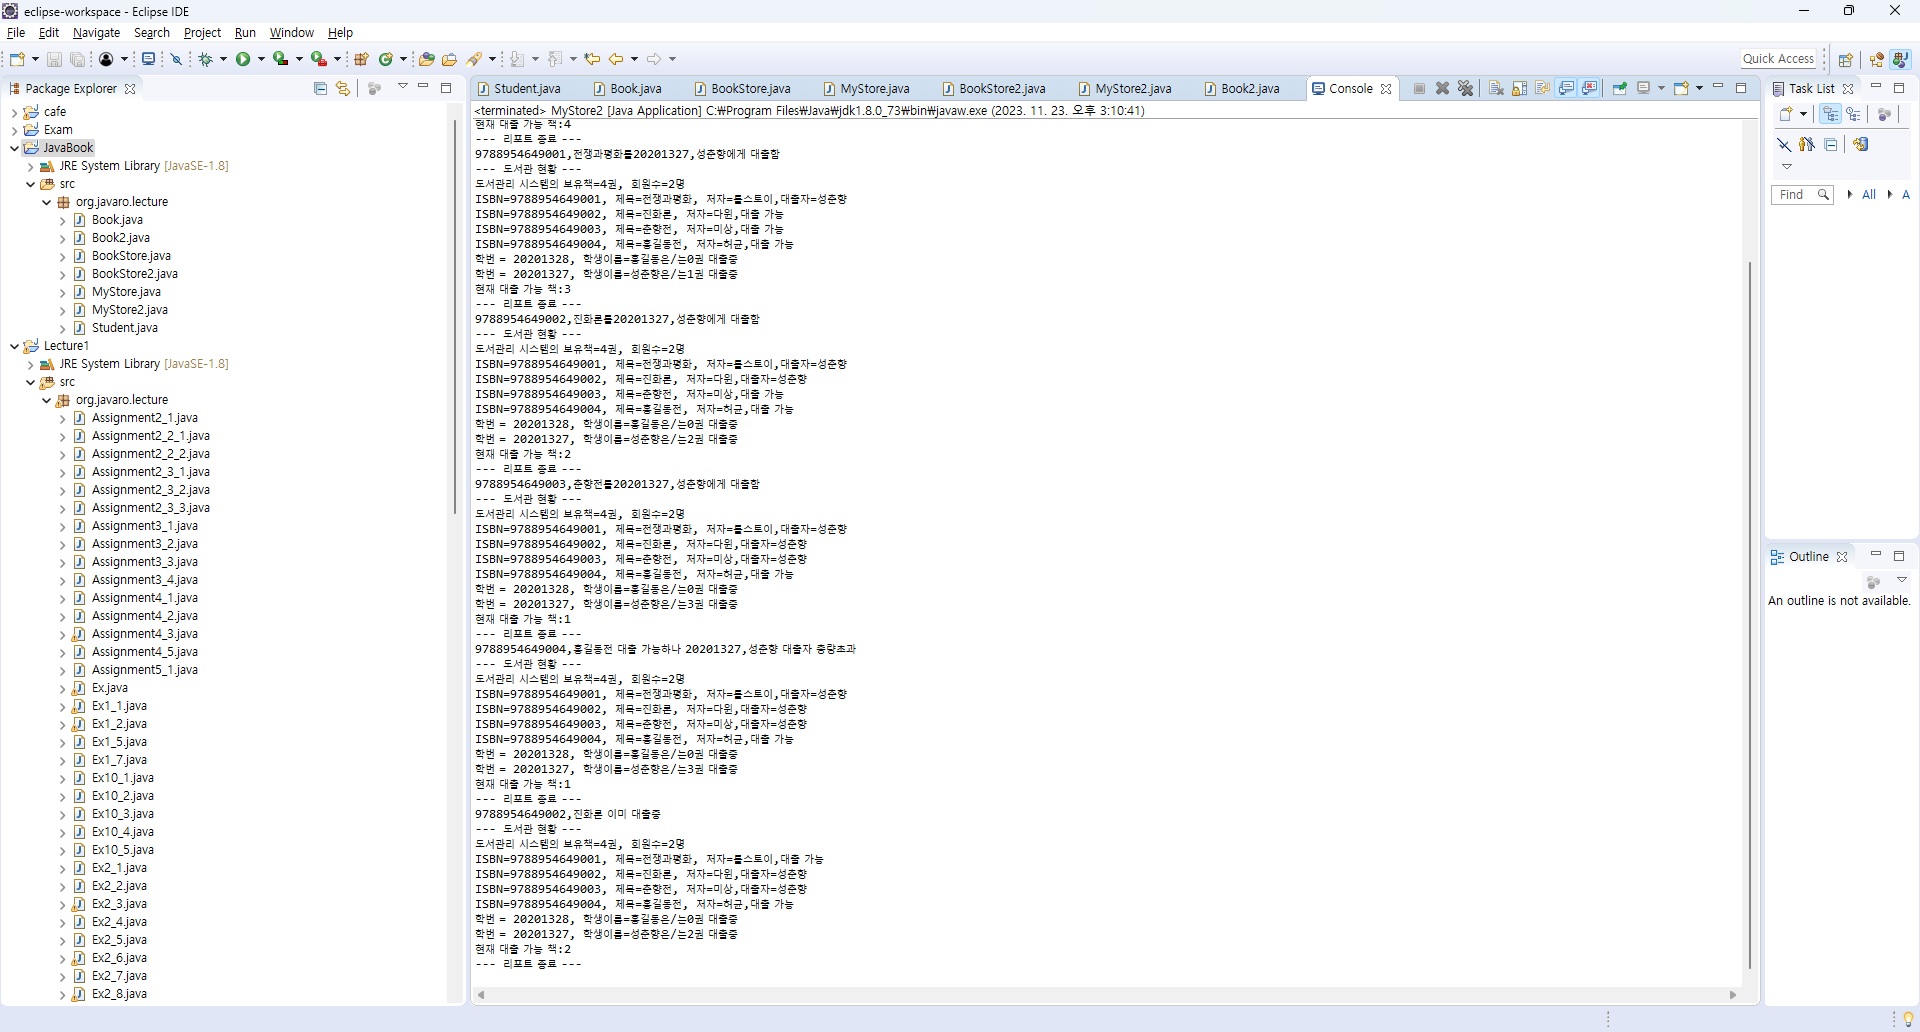 eclipse-workspace - Eclipse IDE
File Edit Navigate Search Project Run Window Help
Quick Access
Package Explorer
cafe
Exam
JavaBook
JRE System Library [JavaSE-1.8]
src
org.javaro.lecture
Book.java
Book2.java
BookStore.java
BookStore2.java
MyStore.java
MyStore2.java
Student.java
Lecture1
JRE System Library [JavaSE-1.8]
src
org.javaro.lecture
Assignment2_1.java
Assignment2_2_1.java
Assignment2_2_2.java
Assignment2_3_1.java
Assignment2_3_2.java
Assignment2_3_3.java
Assignment3_1.java
Assignment3_2.java
Assignment3_3.java
Assignment3_4.java
Assignment4_1.java
Assignment4_2.java
Assignment4_3.java
Assignment4_5.java
Assignment5_1.java
Ex.java
Ex1_1.java
Ex1_2.java
Ex1_5.java
Ex1_7.java
Ex10_1.java
Ex10_2.java
Ex10_3.java
Ex10_4.java
Ex10_5.java
Ex2_1.java
Ex2_2.java
Ex2_3.java
Ex2_4.java
Ex2_5.java
Ex2_6.java
Ex2_7.java
Ex2_8.java
Student.java Book.java BookStore.java MyStore.java BookStore2.java MyStore2.java Book2.java Console
<terminated> MyStore2 [Java Application] C:₩Program Files₩Java₩jdk1.8.0_73₩bin₩javaw.exe (2023. 11. 23. 오후 3:10:41)
현재 대출 가능 책:4
--- 리포트 종료 ---
9788954649001,전쟁과평화를20201327,성춘향에게 대출함
--- 도서관 현황 ---
도서관리 시스템의 보유책=4권, 회원수=2명
ISBN=9788954649001, 제목=전쟁과평화, 저자=톨스토이,대출자=성춘향
ISBN=9788954649002, 제목=진화론, 저자=다윈,대출 가능
ISBN=9788954649003, 제목=춘향전, 저자=미상,대출 가능
ISBN=9788954649004, 제목=홍길동전, 저자=허균,대출 가능
학번 = 20201328, 학생이름=홍길동은/는0권 대출중
학번 = 20201327, 학생이름=성춘향은/는1권 대출중
현재 대출 가능 책:3
--- 리포트 종료 ---
9788954649002,진화론를20201327,성춘향에게 대출함
--- 도서관 현황 ---
도서관리 시스템의 보유책=4권, 회원수=2명
ISBN=9788954649001, 제목=전쟁과평화, 저자=톨스토이,대출자=성춘향
ISBN=9788954649002, 제목=진화론, 저자=다윈,대출자=성춘향
ISBN=9788954649003, 제목=춘향전, 저자=미상,대출 가능
ISBN=9788954649004, 제목=홍길동전, 저자=허균,대출 가능
학번 = 20201328, 학생이름=홍길동은/는0권 대출중
학번 = 20201327, 학생이름=성춘향은/는2권 대출중
현재 대출 가능 책:2
--- 리포트 종료 ---
9788954649003,춘향전를20201327,성춘향에게 대출함
--- 도서관 현황 ---
도서관리 시스템의 보유책=4권, 회원수=2명
ISBN=9788954649001, 제목=전쟁과평화, 저자=톨스토이,대출자=성춘향
ISBN=9788954649002, 제목=진화론, 저자=다윈,대출자=성춘향
ISBN=9788954649003, 제목=춘향전, 저자=미상,대출자=성춘향
ISBN=9788954649004, 제목=홍길동전, 저자=허균,대출 가능
학번 = 20201328, 학생이름=홍길동은/는0권 대출중
학번 = 20201327, 학생이름=성춘향은/는3권 대출중
현재 대출 가능 책:1
--- 리포트 종료 ---
9788954649004,홍길동전 대출 가능하나 20201327,성춘향 대출자 중량초과
--- 도서관 현황 ---
도서관리 시스템의 보유책=4권, 회원수=2명
ISBN=9788954649001, 제목=전쟁과평화, 저자=톨스토이,대출자=성춘향
ISBN=9788954649002, 제목=진화론, 저자=다윈,대출자=성춘향
ISBN=9788954649003, 제목=춘향전, 저자=미상,대출자=성춘향
ISBN=9788954649004, 제목=홍길동전, 저자=허균,대출 가능
학번 = 20201328, 학생이름=홍길동은/는0권 대출중
학번 = 20201327, 학생이름=성춘향은/는3권 대출중
현재 대출 가능 책:1
--- 리포트 종료 ---
9788954649002,진화론 이미 대출중
--- 도서관 현황 ---
도서관리 시스템의 보유책=4권, 회원수=2명
ISBN=9788954649001, 제목=전쟁과평화, 저자=톨스토이,대출 가능
ISBN=9788954649002, 제목=진화론, 저자=다윈,대출자=성춘향
ISBN=9788954649003, 제목=춘향전, 저자=미상,대출자=성춘향
ISBN=9788954649004, 제목=홍길동전, 저자=허균,대출 가능
학번 = 20201328, 학생이름=홍길동은/는0권 대출중
학번 = 20201327, 학생이름=성춘향은/는2권 대출중
현재 대출 가능 책:2
--- 리포트 종료 ---
Task List
Find All A
Outline
An outline is not available.